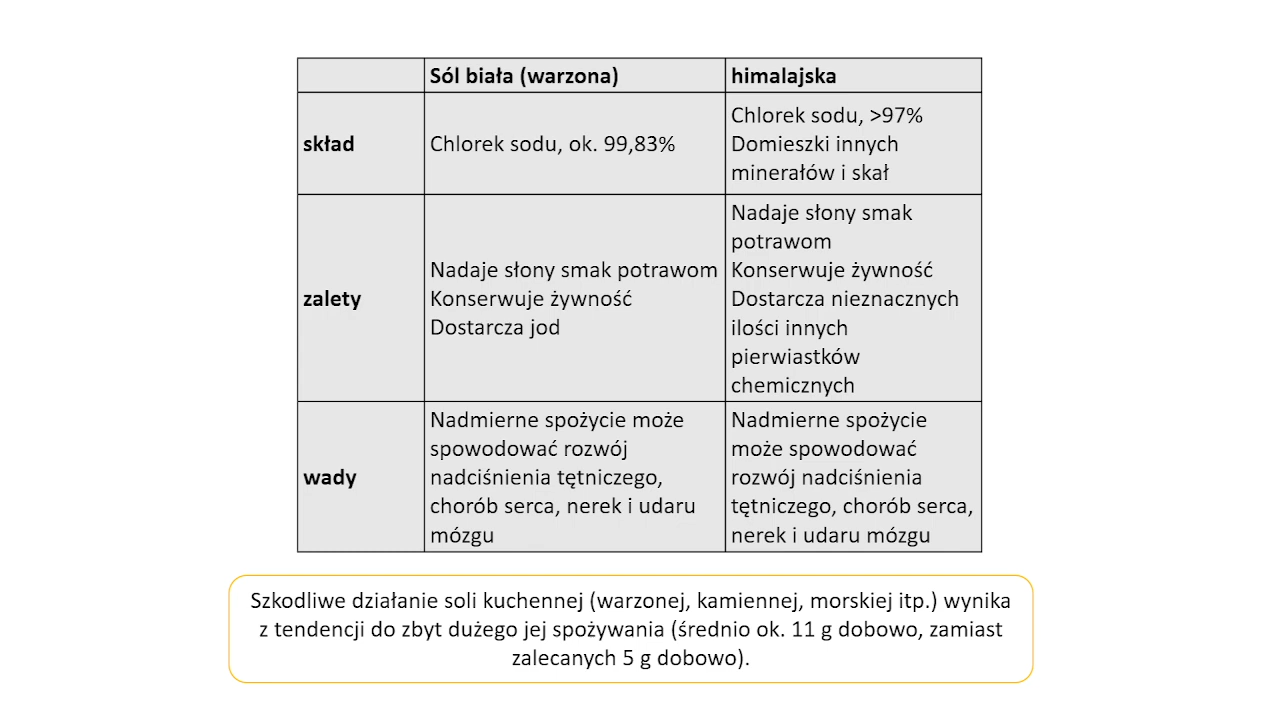 Sól biała (warzona)
himalajska
skład
Chlorek sodu, ok. 99,83%
Chlorek sodu, >97%
Domieszki innych
minerałów i skał
zalety
Nadaje słony smak potrawom
Konserwuje żywność
Dostarcza jod
Nadaje słony smak
potrawom
Konserwuje żywność
Dostarcza nieznacznych
ilości innych
pierwiastków
chemicznych
wady
Nadmierne spożycie może
spowodować rozwój
nadciśnienia tętniczego,
chorób serca, nerek i udaru
mózgu
Nadmierne spożycie
może spowodować
rozwój nadciśnienia
tętniczego, chorób serca,
nerek i udaru mózgu
Szkodliwe działanie soli kuchennej (warzonej, kamiennej, morskiej itp.) wynika
z tendencji do zbyt dużego jej spożywania (średnio ok. 11 g dobowo, zamiast
zalecanych 5 g dobowo).